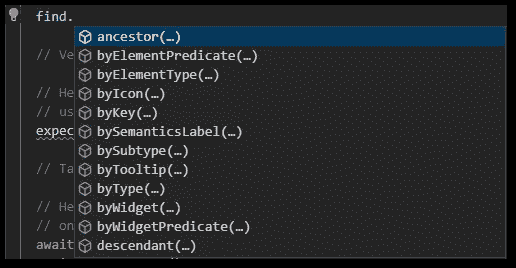 find.
ancestor(…)
// Ve byElementPredicate(…)
byElementType(…)
// He byIcon(…)
// us byKey(…)
expec bySemanticsLabel(…)
bySubtype(…)
// Ta byTooltip(…)
byType(…)
// He byWidget(…)
// on byWidgetPredicate(…)
await descendant(…)